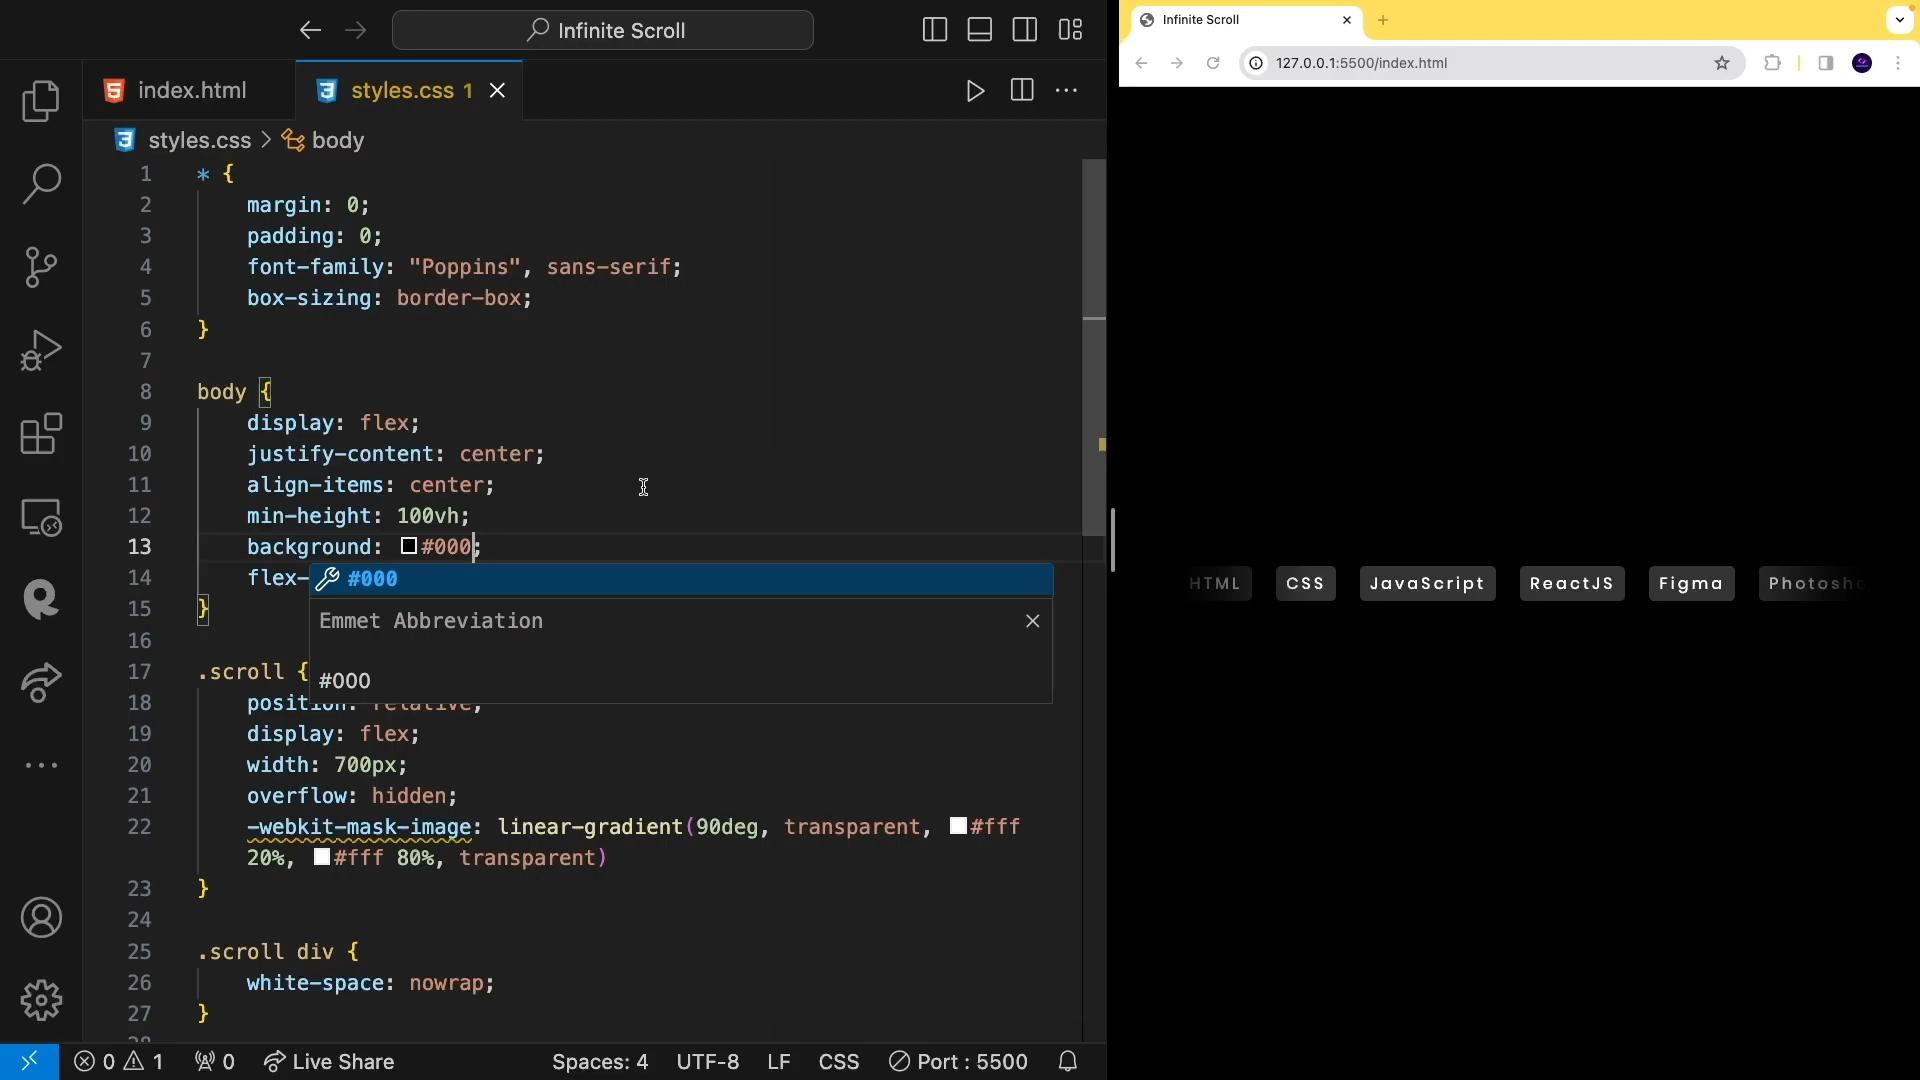 Infinite Scroll
index.html
styles.css 1
styles.css > body
1 * {
2 margin: 0;
3 padding: 0;
4 font-family: "Poppins", sans-serif;
5 box-sizing: border-box;
6 }
7
8 body {
9 display: flex;
10 justify-content: center;
11 align-items: center;
12 min-height: 100vh;
13 background: #000;
14 flex-
#000
15 }
Emmet Abbreviation
16
17 .scroll {
#000
18 position: relative;
19 display: flex;
20 width: 700px;
21 overflow: hidden;
22 -webkit-mask-image: linear-gradient(90deg, transparent, #fff
20%, #fff 80%, transparent)
23 }
24
25 .scroll div {
26 white-space: nowrap;
27 }
0 1 0 Live Share Spaces: 4 UTF-8 LF CSS Port : 5500
Infinite Scroll
127.0.0.1:5500/index.html
HTML CSS JavaScript ReactJS Figma Photosho